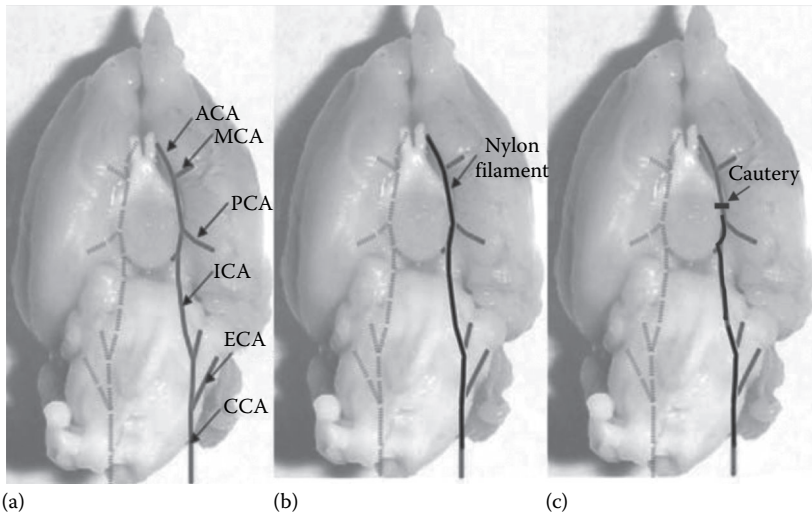 ACA
MCA
PCA
ICA
ECA
CCA
Nylon
filament
Cautery
(a)
(b)
(c)